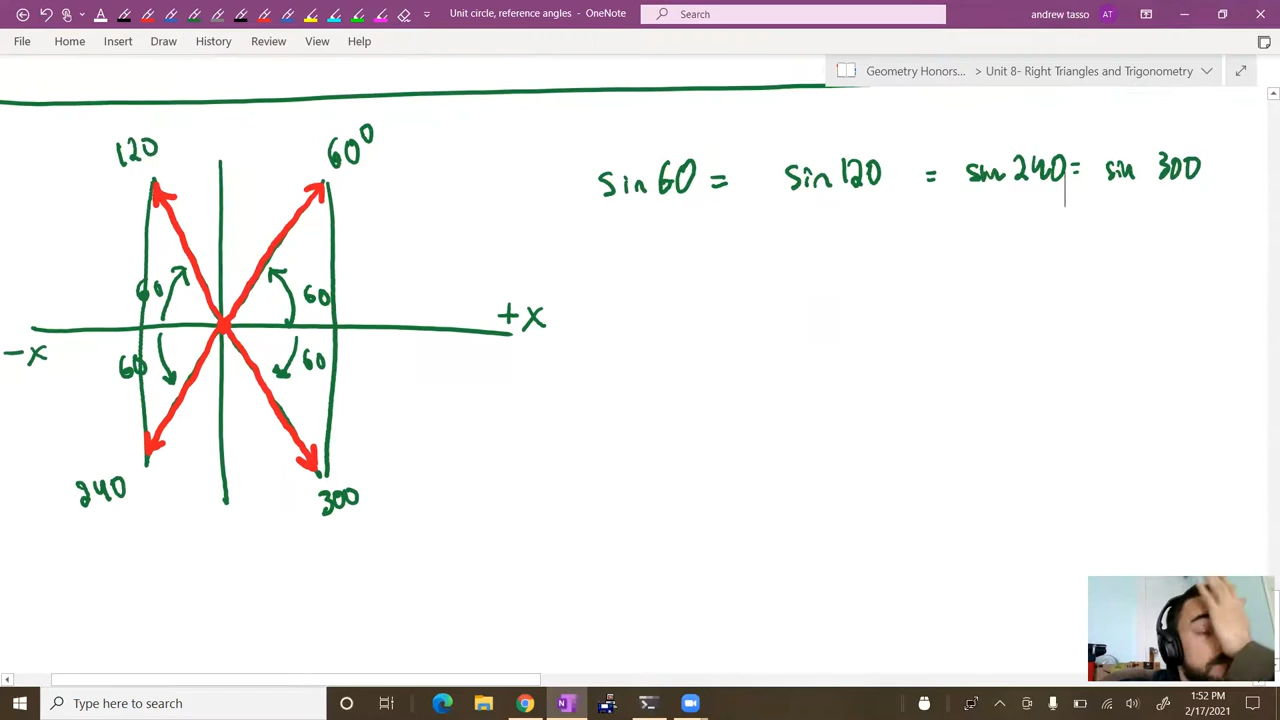 Unit circle, reference angles - OneNote
Search
andrew tasso
AT
File Home Insert Draw History Review View Help
Geometry Honors... > Unit 8- Right Triangles and Trigonometry
120
60⁰
sin 60 = sin 120 = sin 240 = sin 300
60
60
+x
-x
60
60
240
300
Type here to search
1:52 PM
2/17/2021